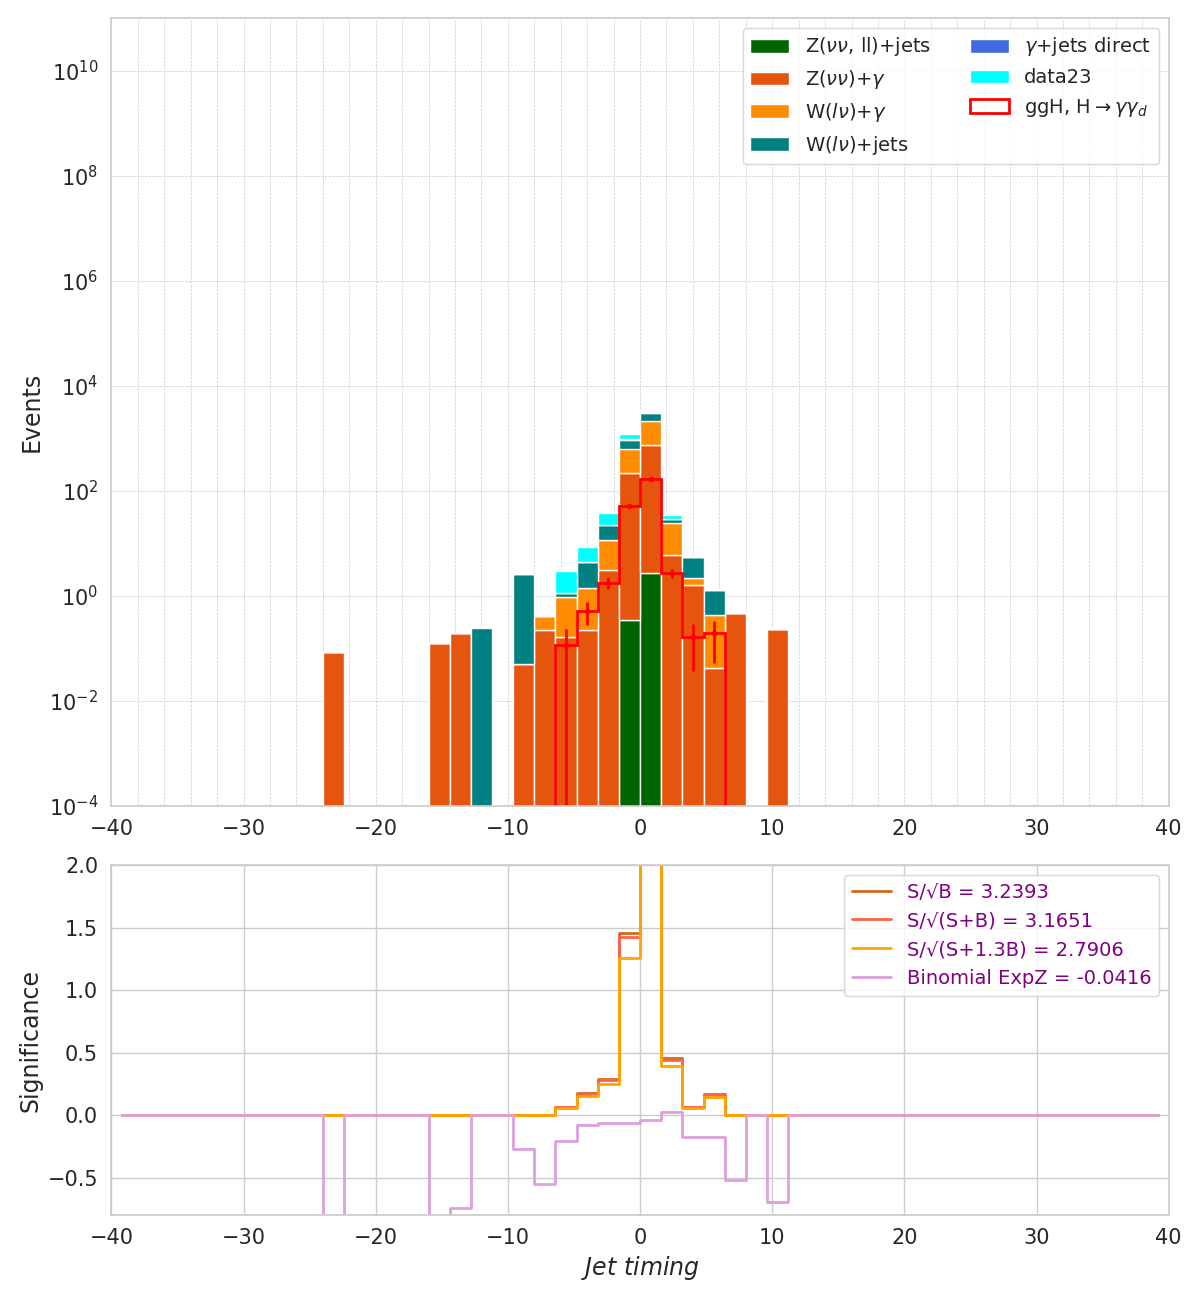 Z(νν, ll)+jets
Z(νν)+γ
W(lν)+γ
W(lν)+jets
γ+jets direct
data23
ggH, H→γγ_d
Events
10^10
10^8
10^6
10^4
10^2
10^0
10^−2
10^−4
−40 −30 −20 −10 0 10 20 30 40
S/√B = 3.2393
S/√(S+B) = 3.1651
S/√(S+1.3B) = 2.7906
Binomial ExpZ = -0.0416
Significance
2.0
1.5
1.0
0.5
0.0
−0.5
−40 −30 −20 −10 0 10 20 30 40
Jet timing